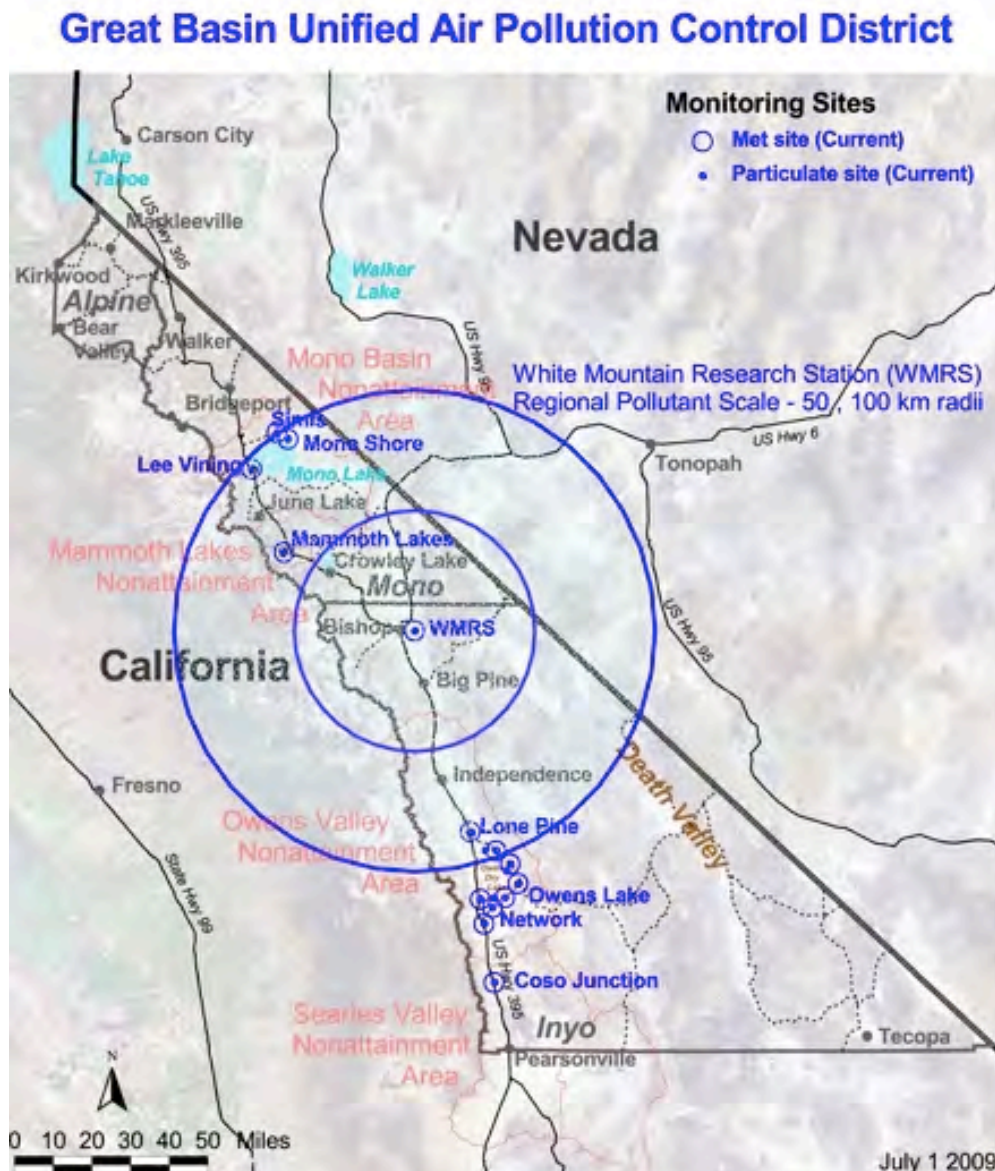 Great Basin Unified Air Pollution Control District
Monitoring Sites
Met site (Current)
Particulate site (Current)
Carson City
Lake
Tahoe
US Hwy 395
Markleeville
Nevada
Kirkwood
Alpine
Walker
Lake
Bear
Valley
Walker
US Hwy 95
Mono Basin
Nonattainment
Area
White Mountain Research Station (WMRS)
Regional Pollutant Scale - 50 , 100 km radii
Bridgeport
Simis
Mono Shore
US Hwy 6
Tonopah
Lee Vining
Mono Lake
June Lake
Mammoth Lakes
Mammoth Lakes
Nonattainment
Area
Crowley Lake
Mono
Bishop
WMRS
US Hwy 95
California
Big Pine
Death Valley
Independence
Fresno
Owens Valley
Nonattainment
Area
Lone Pine
State Hwy 99
Owens Lake
Network
US Hwy 395
Coso Junction
Searles Valley
Nonattainment
Area
Inyo
Tecopa
Pearsonville
N
0 10 20 30 40 50 Miles
July 1 2009